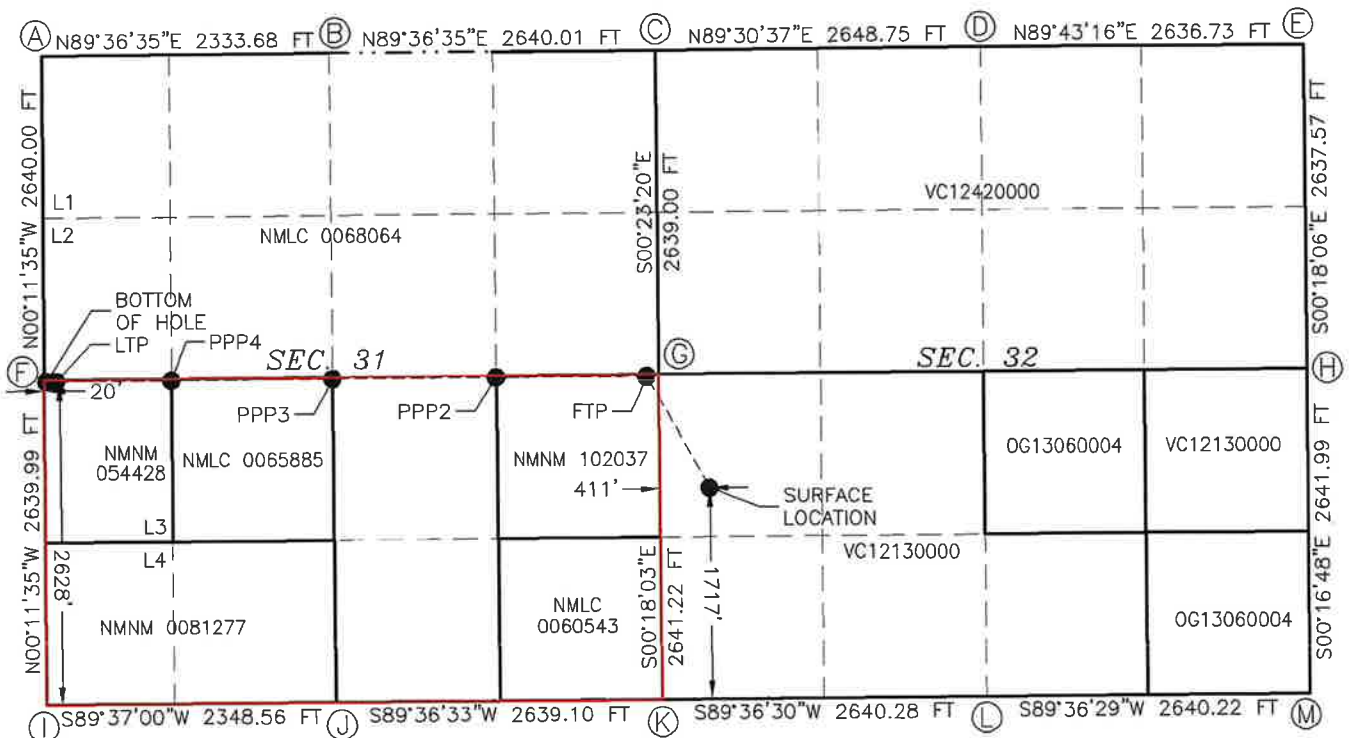 A N89°36'35"E 2333.68 FT B N89°36'35"E 2640.01 FT C N89°30'37"E 2648.75 FT D N89°43'16"E 2636.73 FT E
N00°11'35"W 2640.00 FT
S00°23'20"E
2639.00 FT
S00°18'06"E 2637.57 FT
L1
L2
NMLC 0068064
VC12420000
BOTTOM
OF HOLE
LTP
PPP4
F
SEC. 31
G
SEC. 32
H
20'
PPP3
PPP2
FTP
NMNM
054428
NMLC 0065885
NMNM 102037
OG13060004
VC12130000
411'
SURFACE
LOCATION
N00°11'35"W 2639.99 FT
L3
L4
2628'
S00°18'03"E
2641.22 FT
1717'
VC12130000
S00°16'48"E 2641.99 FT
NMNM 0081277
NMLC
0060543
OG13060004
I S89°37'00"W 2348.56 FT J S89°36'33"W 2639.10 FT K S89°36'30"W 2640.28 FT L S89°36'29"W 2640.22 FT M